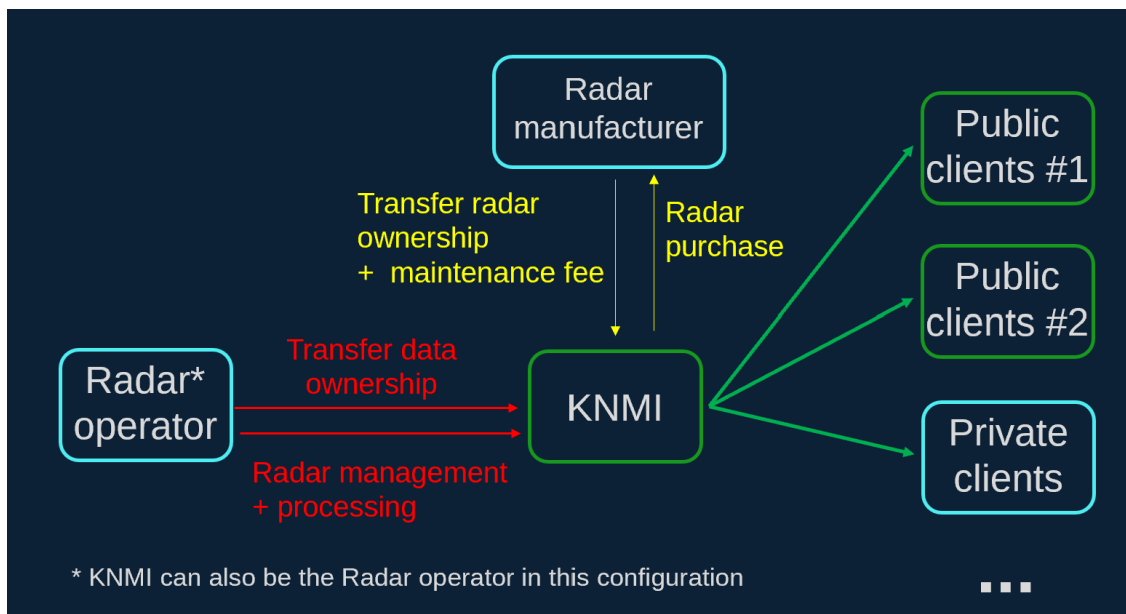 Radar
manufacturer
Public
clients #1
Transfer radar
ownership
+ maintenance fee
Radar
purchase
Public
clients #2
Transfer data
ownership
Radar*
operator
KNMI
Private
clients
Radar management
+ processing
* KNMI can also be the Radar operator in this configuration
...